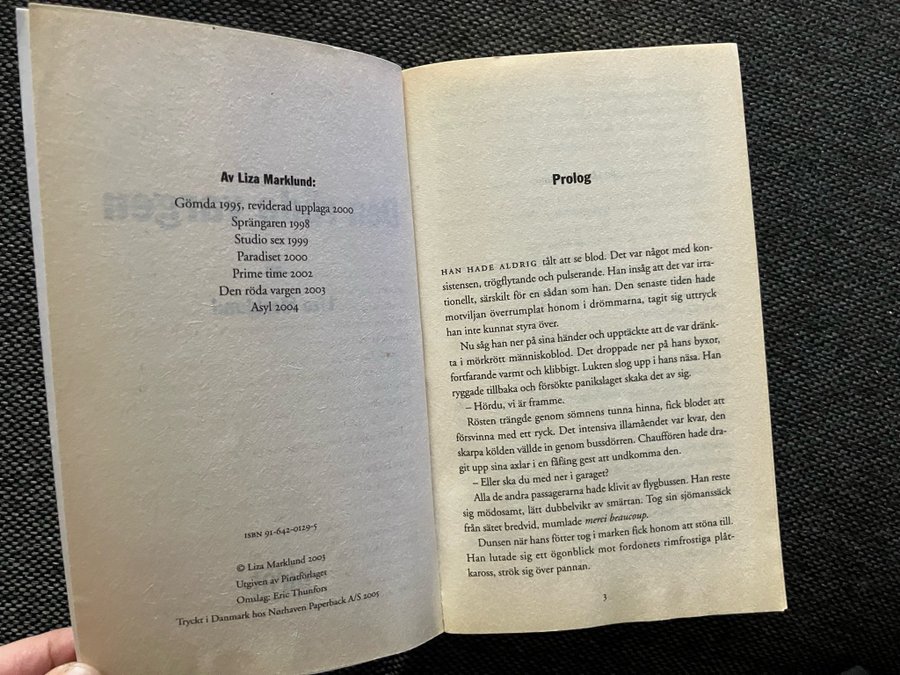 Av Liza Marklund:
Gömda 1995, reviderad upplaga 2000
Sprängaren 1998
Studio sex 1999
Paradiset 2000
Prime time 2002
Den röda vargen 2003
Asyl 2004
ISBN 91-642-0129-5
© Liza Marklund 2003
Utgiven av Piratförlaget
Omslag: Eric Thunfors
Tryckt i Danmark hos Nørhaven Paperback A/S 2005
Prolog
HAN HADE ALDRIG tålt att se blod. Det var något med kon-
sistensen, trögflytande och pulserande. Han insåg att det var irra-
tionellt, särskilt för en sådan som han. Den senaste tiden hade
motviljan överrumplat honom i drömmarna, tagit sig uttryck
han inte kunnat styra över.
Nu såg han ner på sina händer och upptäckte att de var dränk-
ta i mörkrött människoblod. Det droppade ner på hans byxor,
fortfarande varmt och klibbigt. Lukten slog upp i hans näsa. Han
ryggade tillbaka och försökte panikslaget skaka det av sig.
– Hördu, vi är framme.
Rösten trängde genom sömnens tunna hinna, fick blodet att
försvinna med ett ryck. Det intensiva illamåendet var kvar, den
skarpa kölden vällde in genom bussdörren. Chauffören hade dra-
git upp sina axlar i en fåfäng gest att undkomma den.
– Eller ska du med ner i garaget?
Alla de andra passagerarna hade klivit av flygbussen. Han reste
sig mödosamt, lätt dubbelvikt av smärtan. Tog sin sjömanssäck
från sätet bredvid, mumlade merci beaucoup.
Dunsen när hans fötter tog i marken fick honom att stöna till.
Han lutade sig ett ögonblick mot fordonets rimfrostiga plåt-
kaross, strök sig över pannan.
3